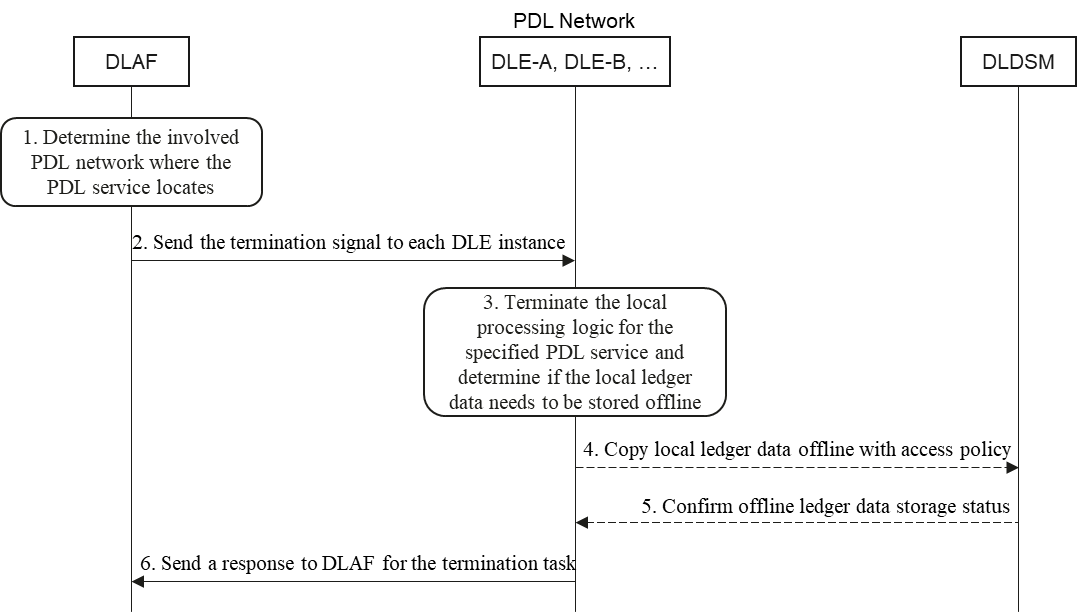 PDL Network
DLAF
DLE-A, DLE-B, …
DLDSM
1. Determine the involved
PDL network where the
PDL service locates
2. Send the termination signal to each DLE instance
3. Terminate the local
processing logic for the
specified PDL service and
determine if the local ledger
data needs to be stored offline
4. Copy local ledger data offline with access policy
5. Confirm offline ledger data storage status
6. Send a response to DLAF for the termination task